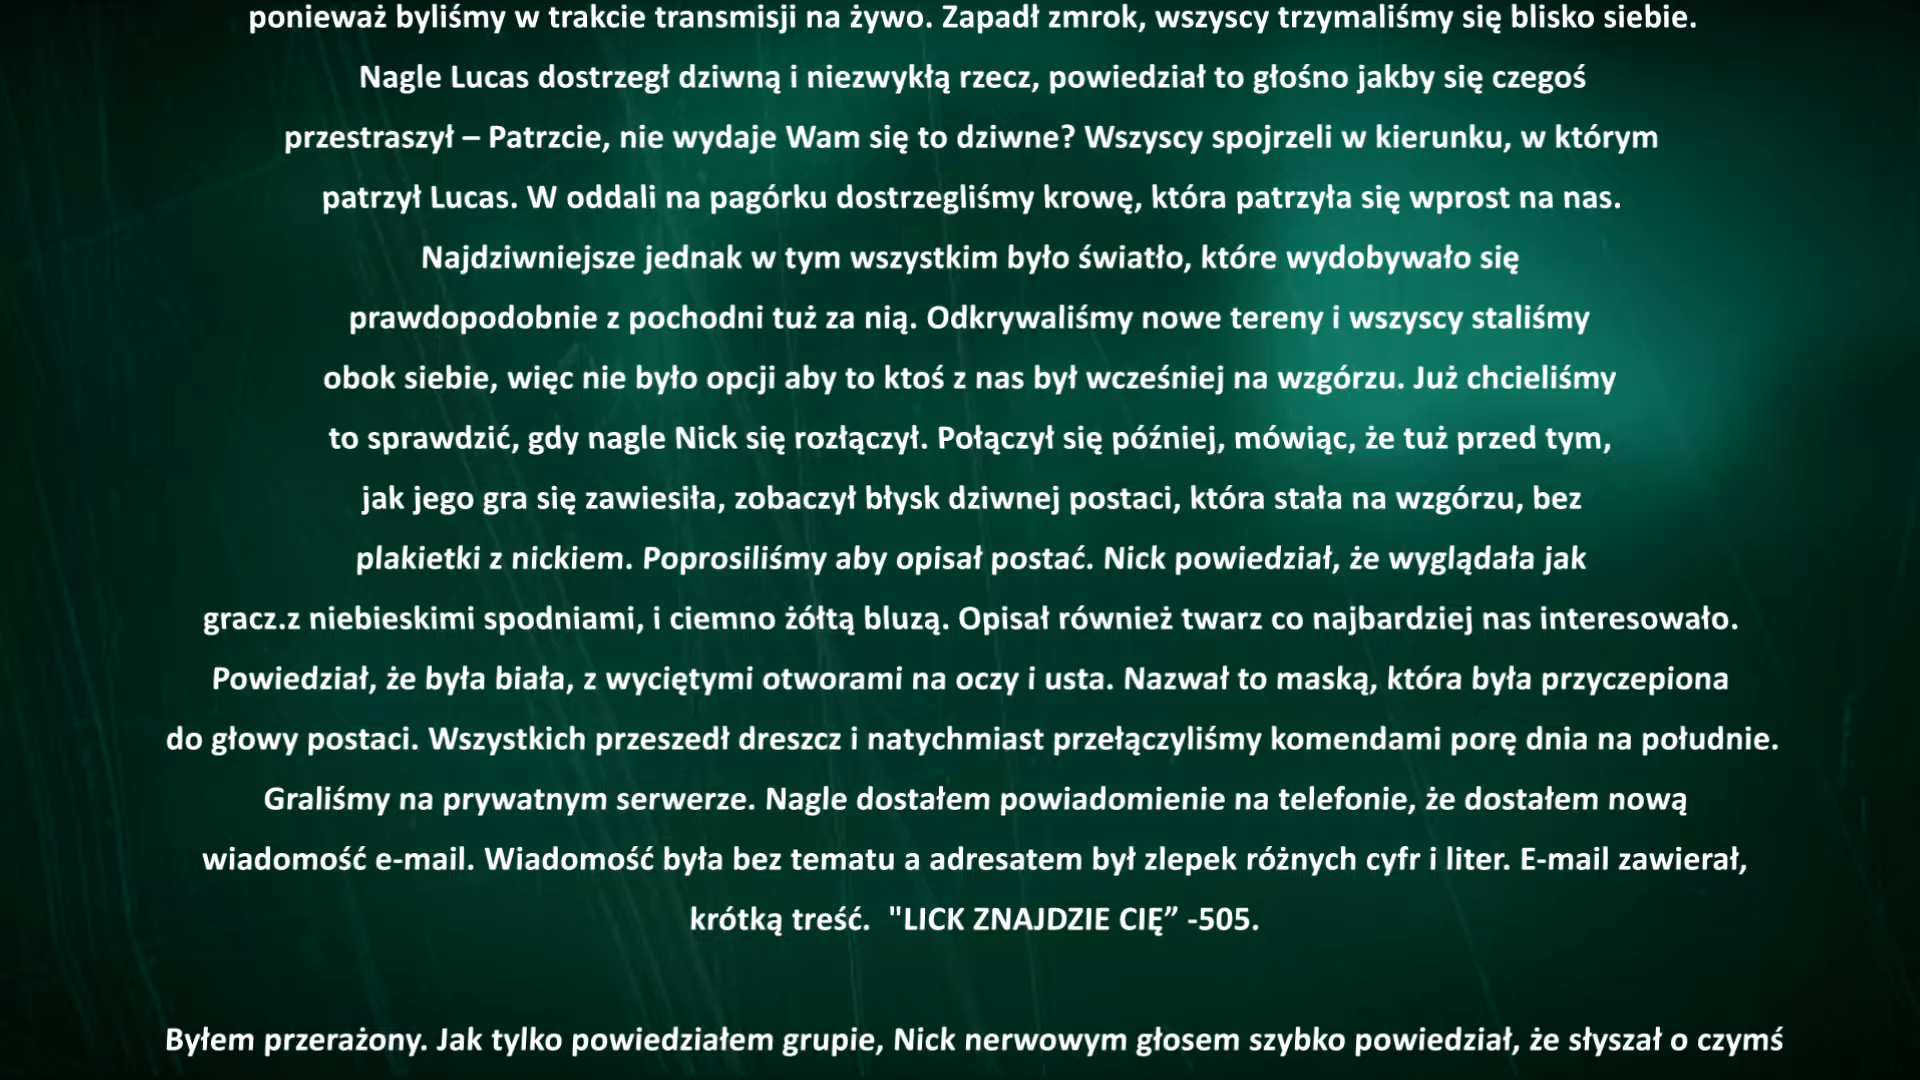 ponieważ byliśmy w trakcie transmisji na żywo. Zapadł zmrok, wszyscy trzymaliśmy się blisko siebie.
Nagle Lucas dostrzegł dziwną i niezwykłą rzecz, powiedział to głośno jakby się czegoś
przestraszył – Patrzcie, nie wydaje Wam się to dziwne? Wszyscy spojrzeli w kierunku, w którym
patrzył Lucas. W oddali na pagórku dostrzegliśmy krowę, która patrzyła się wprost na nas.
Najdziwniejsze jednak w tym wszystkim było światło, które wydobywało się
prawdopodobnie z pochodni tuż za nią. Odkrywaliśmy nowe tereny i wszyscy staliśmy
obok siebie, więc nie było opcji aby to ktoś z nas był wcześniej na wzgórzu. Już chcieliśmy
to sprawdzić, gdy nagle Nick się rozłączył. Połączył się później, mówiąc, że tuż przed tym,
jak jego gra się zawiesiła, zobaczył błysk dziwnej postaci, która stała na wzgórzu, bez
plakietki z nickiem. Poprosiliśmy aby opisał postać. Nick powiedział, że wyglądała jak
gracz.z niebieskimi spodniami, i ciemno żółtą bluzą. Opisał również twarz co najbardziej nas interesowało.
Powiedział, że była biała, z wyciętymi otworami na oczy i usta. Nazwał to maską, która była przyczepiona
do głowy postaci. Wszystkich przeszedł dreszcz i natychmiast przełączyliśmy komendami porę dnia na południe.
Graliśmy na prywatnym serwerze. Nagle dostałem powiadomienie na telefonie, że dostałem nową
wiadomość e-mail. Wiadomość była bez tematu a adresatem był zlepek różnych cyfr i liter. E-mail zawierał,
krótką treść.  "LICK ZNAJDZIE CIĘ” -505.
Byłem przerażony. Jak tylko powiedziałem grupie, Nick nerwowym głosem szybko powiedział, że słyszał o czymś